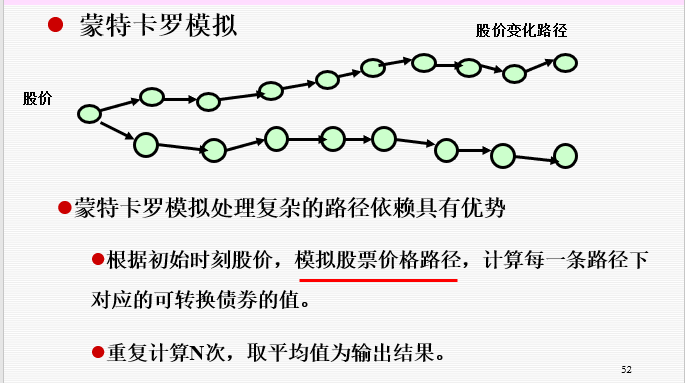 蒙特卡罗模拟
股价变化路径
股价
蒙特卡罗模拟处理复杂的路径依赖具有优势
根据初始时刻股价，模拟股票价格路径，计算每一条路径下
对应的可转换债券的值。
重复计算N次，取平均值为输出结果。
52